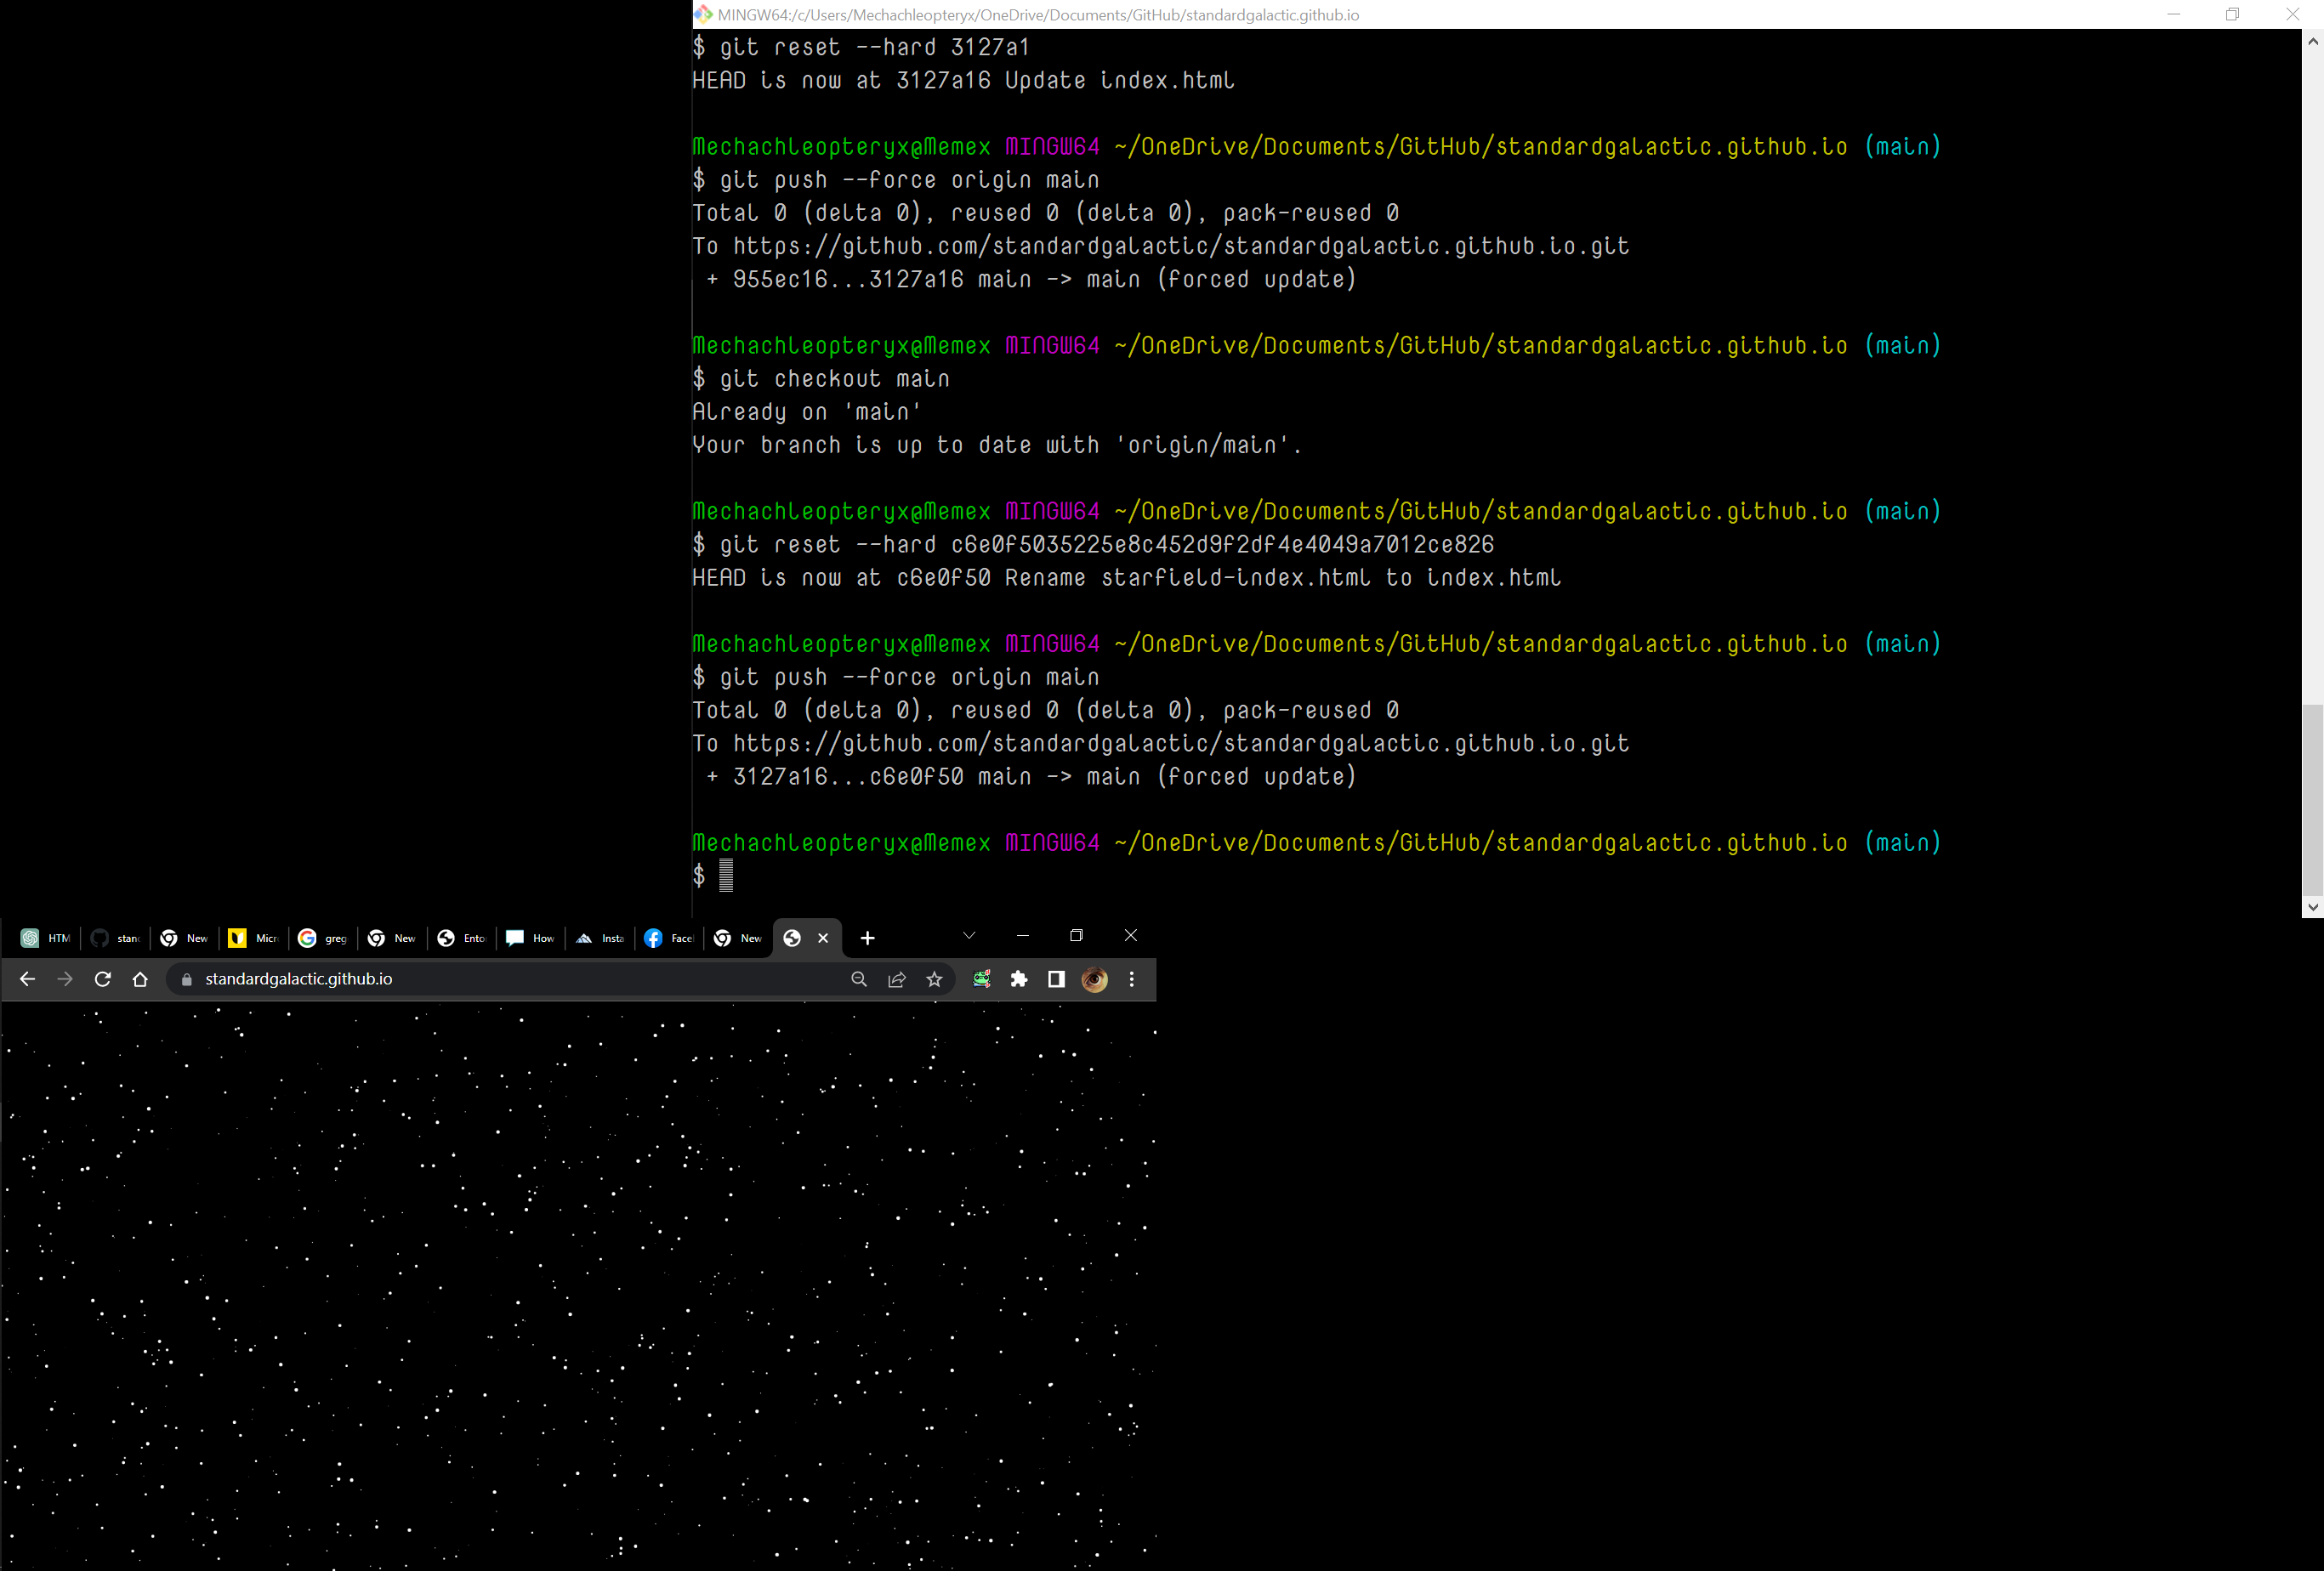 MINGW64:/c/Users/Mechachleopteryx/OneDrive/Documents/GitHub/standardgalactic.github.io
$ git reset --hard 3127a1
HEAD is now at 3127a16 Update index.html
Mechachleopteryx@Memex MINGW64 ~/OneDrive/Documents/GitHub/standardgalactic.github.io (main)
$ git push --force origin main
Total 0 (delta 0), reused 0 (delta 0), pack-reused 0
To https://github.com/standardgalactic/standardgalactic.github.io.git
+ 955ec16...3127a16 main -> main (forced update)
Mechachleopteryx@Memex MINGW64 ~/OneDrive/Documents/GitHub/standardgalactic.github.io (main)
$ git checkout main
Already on 'main'
Your branch is up to date with 'origin/main'.
Mechachleopteryx@Memex MINGW64 ~/OneDrive/Documents/GitHub/standardgalactic.github.io (main)
$ git reset --hard c6e0f5035225e8c452d9f2df4e4049a7012ce826
HEAD is now at c6e0f50 Rename starfield-index.html to index.html
Mechachleopteryx@Memex MINGW64 ~/OneDrive/Documents/GitHub/standardgalactic.github.io (main)
$ git push --force origin main
Total 0 (delta 0), reused 0 (delta 0), pack-reused 0
To https://github.com/standardgalactic/standardgalactic.github.io.git
+ 3127a16...c6e0f50 main -> main (forced update)
Mechachleopteryx@Memex MINGW64 ~/OneDrive/Documents/GitHub/standardgalactic.github.io (main)
$
HTM stan New Micr greg New Ento How Insta Face New
standardgalactic.github.io